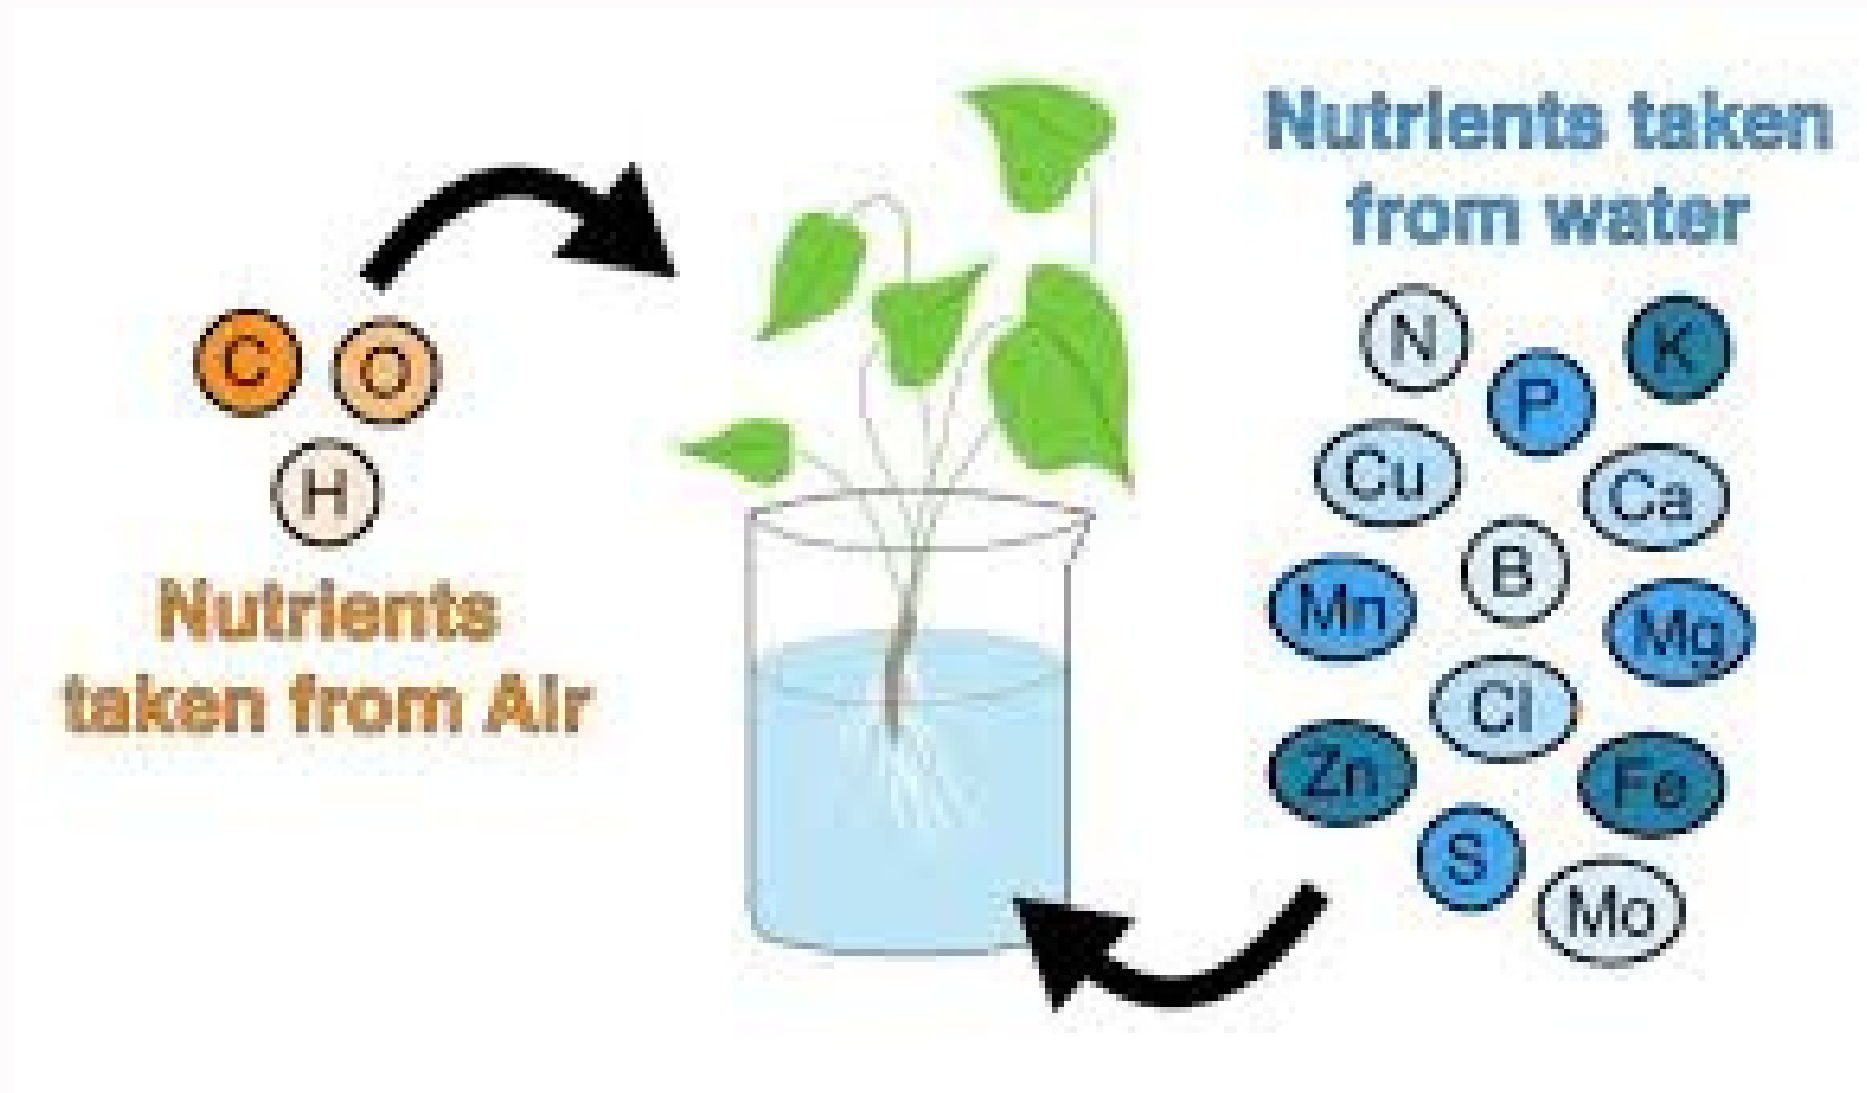 Nutrients taken
from water
N
K
P
Cu
Ca
B
Mn
Mg
Cl
Zn
Fe
S
Mo
C O
H
Nutrients
taken from Air